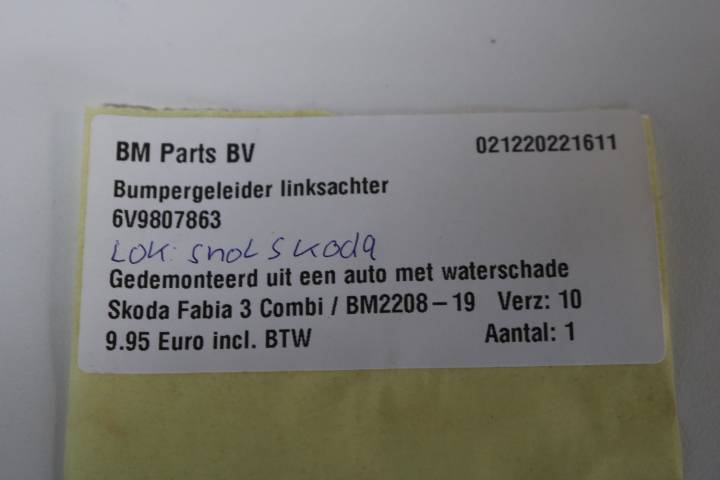 BM Parts BV 021220221611
Bumpergeleider linksachter
6V9807863
LOK: snol skoda
Gedemonteerd uit een auto met waterschade
Skoda Fabia 3 Combi / BM2208-19 Verz: 10
9.95 Euro incl. BTW Aantal: 1